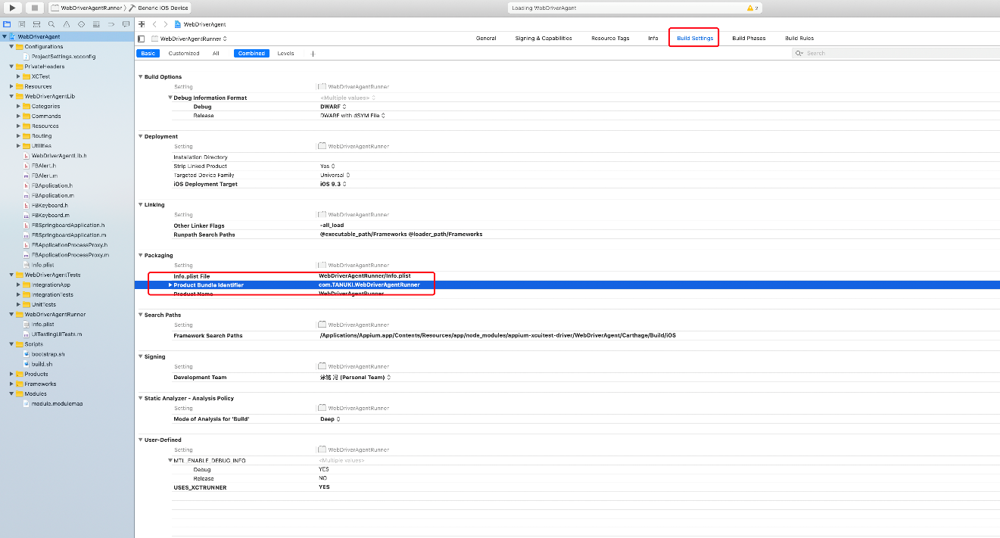 WebDriverAgentRunner 〉 Generic iOS Device
Loading WebDriverAgent
2
WebDriverAgent
WebDriverAgentRunner
General
Signing & Capabilities
Resource Tags
Info
Build Settings
Build Phases
Build Rules
Basic
Customized
All
Combined
Levels
+
Search
WebDriverAgent
Configurations
ProjectSettings.xcconfig
PrivateHeaders
XCTest
Resources
WebDriverAgentLib
Categories
Commands
Resources
Routing
Utilities
WebDriverAgentLib.h
FBAlert.h
FBAlert.m
FBApplication.h
FBApplication.m
FBKeyboard.h
FBKeyboard.m
FBSpringboardApplication.h
FBSpringboardApplication.m
FBApplicationProcessProxy.h
FBApplicationProcessProxy.m
Info.plist
WebDriverAgentTests
IntegrationApp
IntegrationTests
UnitTests
WebDriverAgentRunner
Info.plist
UITestingUITests.m
Scripts
bootstrap.sh
build.sh
Products
Frameworks
Modules
module.modulemap
Build Options
Setting WebDriverAgentRunner
Debug Information Format <Multiple values>
Debug DWARF
Release DWARF with dSYM File
Deployment
Setting WebDriverAgentRunner
Installation Directory
Strip Linked Product Yes
Targeted Device Family Universal
iOS Deployment Target iOS 9.3
Linking
Setting WebDriverAgentRunner
Other Linker Flags -all_load
Runpath Search Paths @executable_path/Frameworks @loader_path/Frameworks
Packaging
Setting WebDriverAgentRunner
Info.plist File WebDriverAgentRunner/Info.plist
Product Bundle Identifier com.TANUKI.WebDriverAgentRunner
Product Name WebDriverAgentRunner
Search Paths
Setting WebDriverAgentRunner
Framework Search Paths /Applications/Appium.app/Contents/Resources/app/node_modules/appium-xcuitest-driver/WebDriverAgent/Carthage/Build/iOS
Signing
Setting WebDriverAgentRunner
Development Team 泳铭 冯 (Personal Team)
Static Analyzer - Analysis Policy
Setting WebDriverAgentRunner
Mode of Analysis for 'Build' Deep
User-Defined
Setting WebDriverAgentRunner
MTL_ENABLE_DEBUG_INFO <Multiple values>
Debug YES
Release NO
USES_XCTRUNNER YES